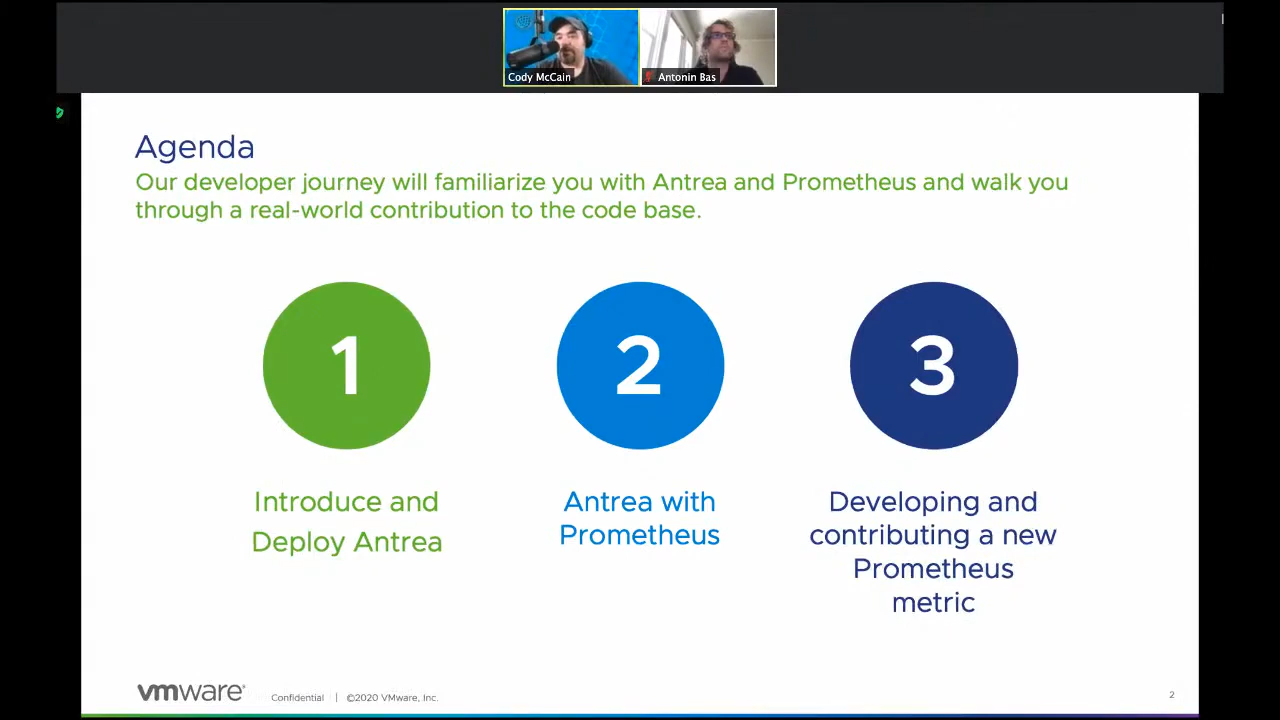 Cody McCain
Antonin Bas
Agenda
Our developer journey will familiarize you with Antrea and Prometheus and walk you
through a real-world contribution to the code base.
1
2
3
Introduce and
Deploy Antrea
Antrea with
Prometheus
Developing and
contributing a new
Prometheus
metric
vmware®
Confidential | ©2020 VMware, Inc.
2